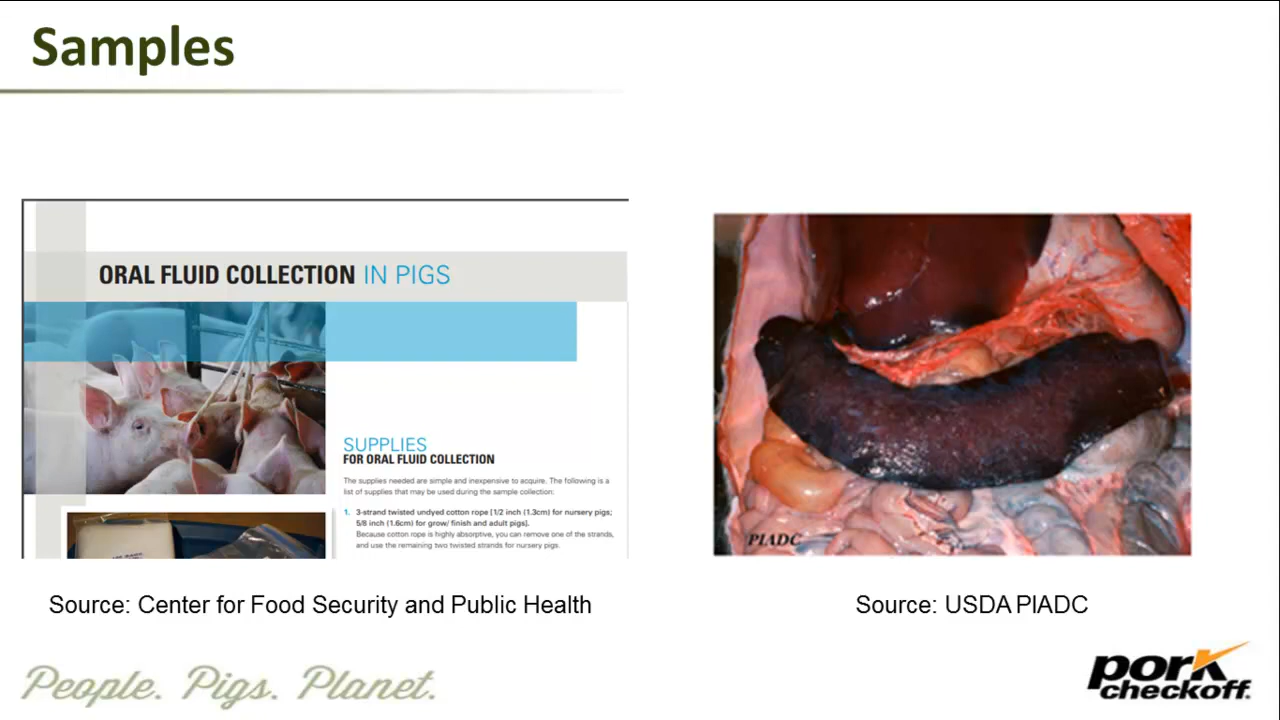 Samples
ORAL FLUID COLLECTION IN PIGS
SUPPLIES
FOR ORAL FLUID COLLECTION
The supplies needed are simple and inexpensive to acquire. The following is a
list of supplies that may be used during the sample collection:
1. 3-strand twisted undyed cotton rope [1/2 inch (1.3cm) for nursery pigs;
5/8 inch (1.6cm) for grow/ finish and adult pigs].
Because cotton rope is highly absorptive, you can remove one of the strands,
and use the remaining two twisted strands for nursery pigs.
PIADC
Source: Center for Food Security and Public Health
Source: USDA PIADC
People. Pigs. Planet.
pork
checkoff.